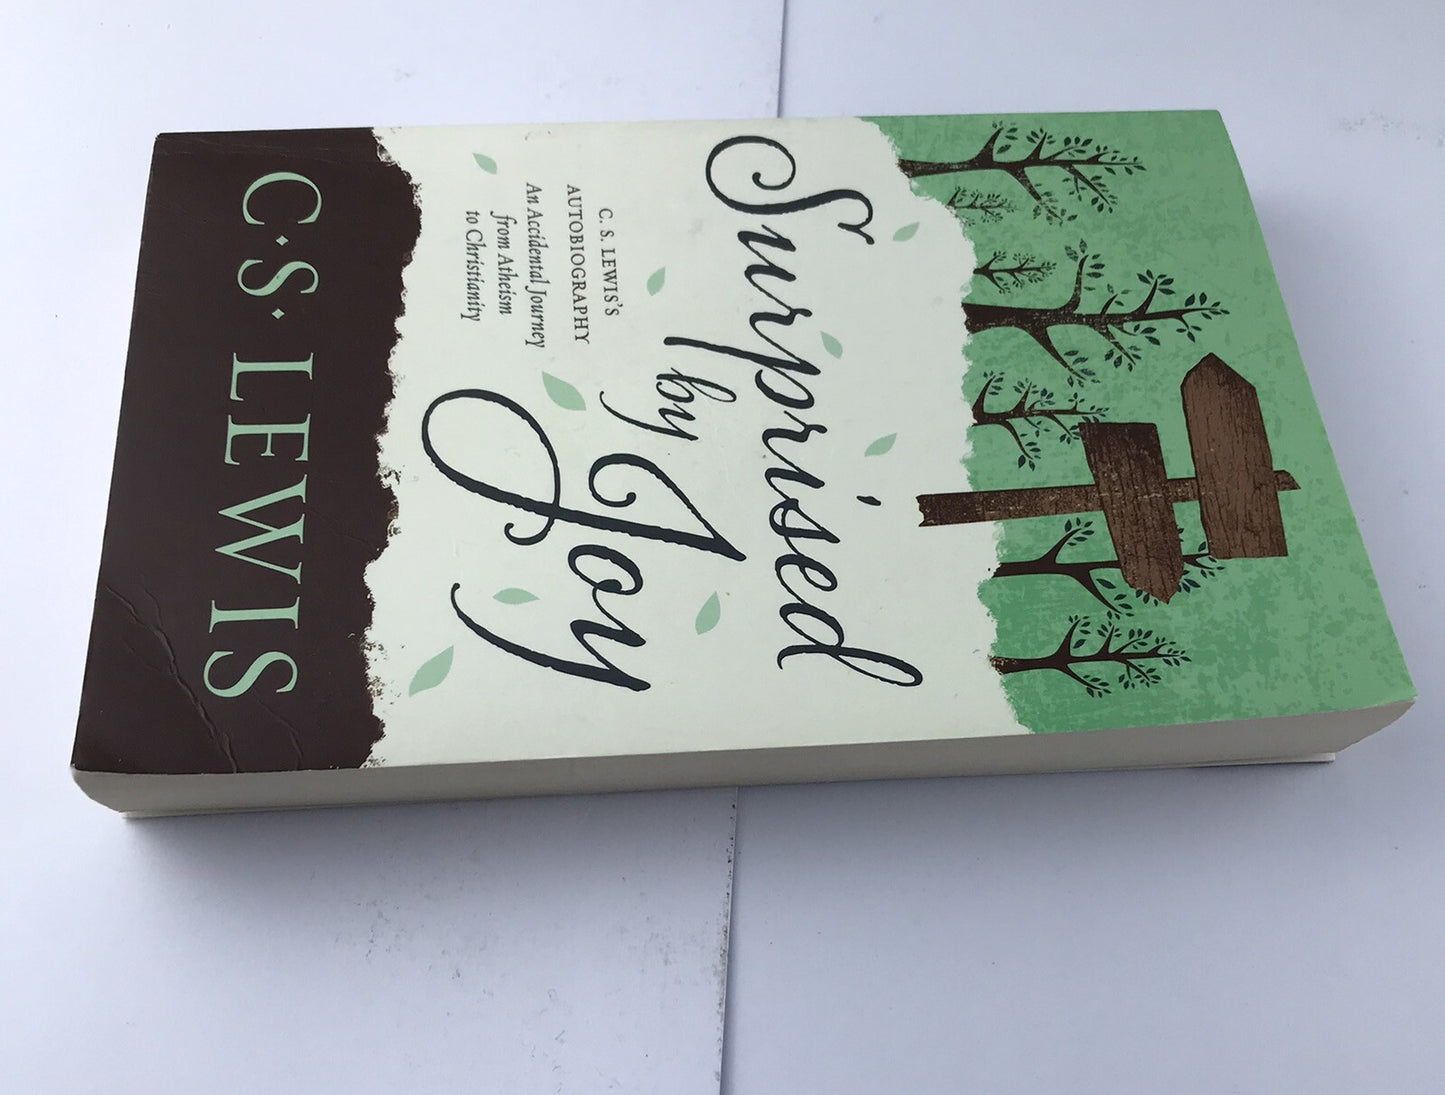 Surprised
by
Joy
C. S. LEWIS'S
AUTOBIOGRAPHY
An Accidental Journey
from Atheism
to Christianity
C·S·LEWIS